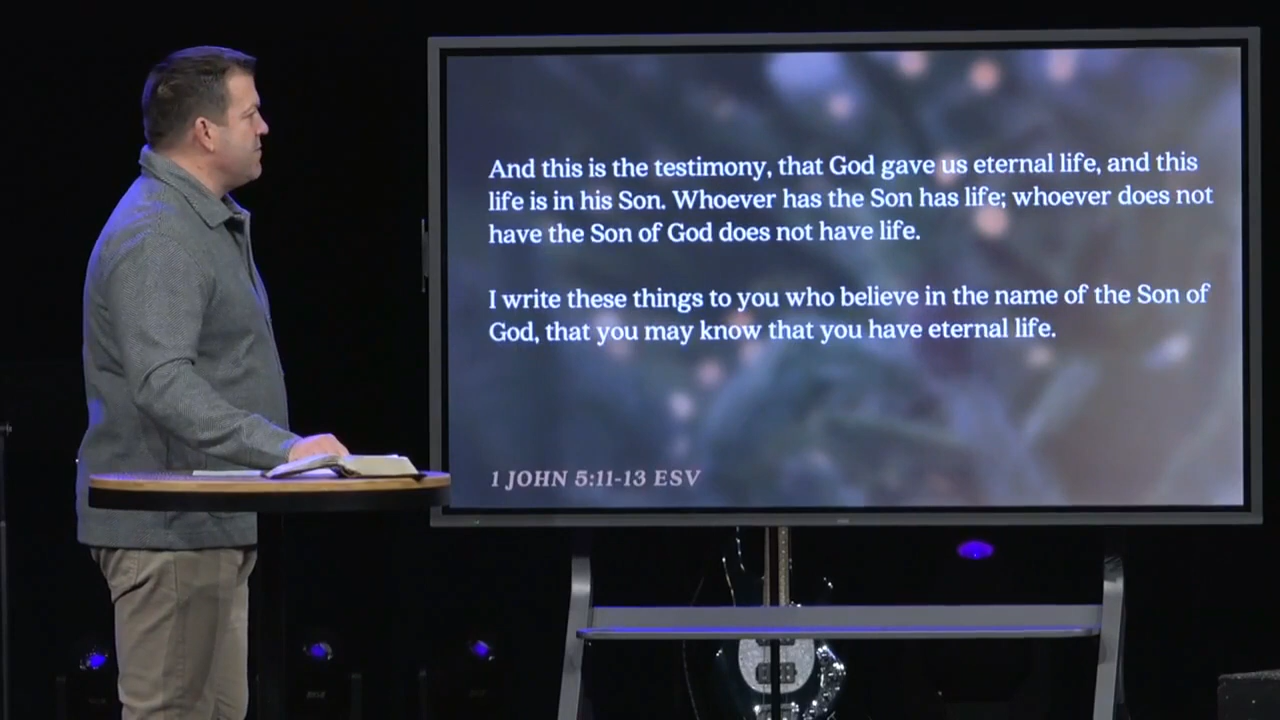 And this is the testimony, that God gave us eternal life, and this
life is in his Son. Whoever has the Son has life; whoever does not
have the Son of God does not have life.
I write these things to you who believe in the name of the Son of
God, that you may know that you have eternal life.
1 JOHN 5:11-13 ESV